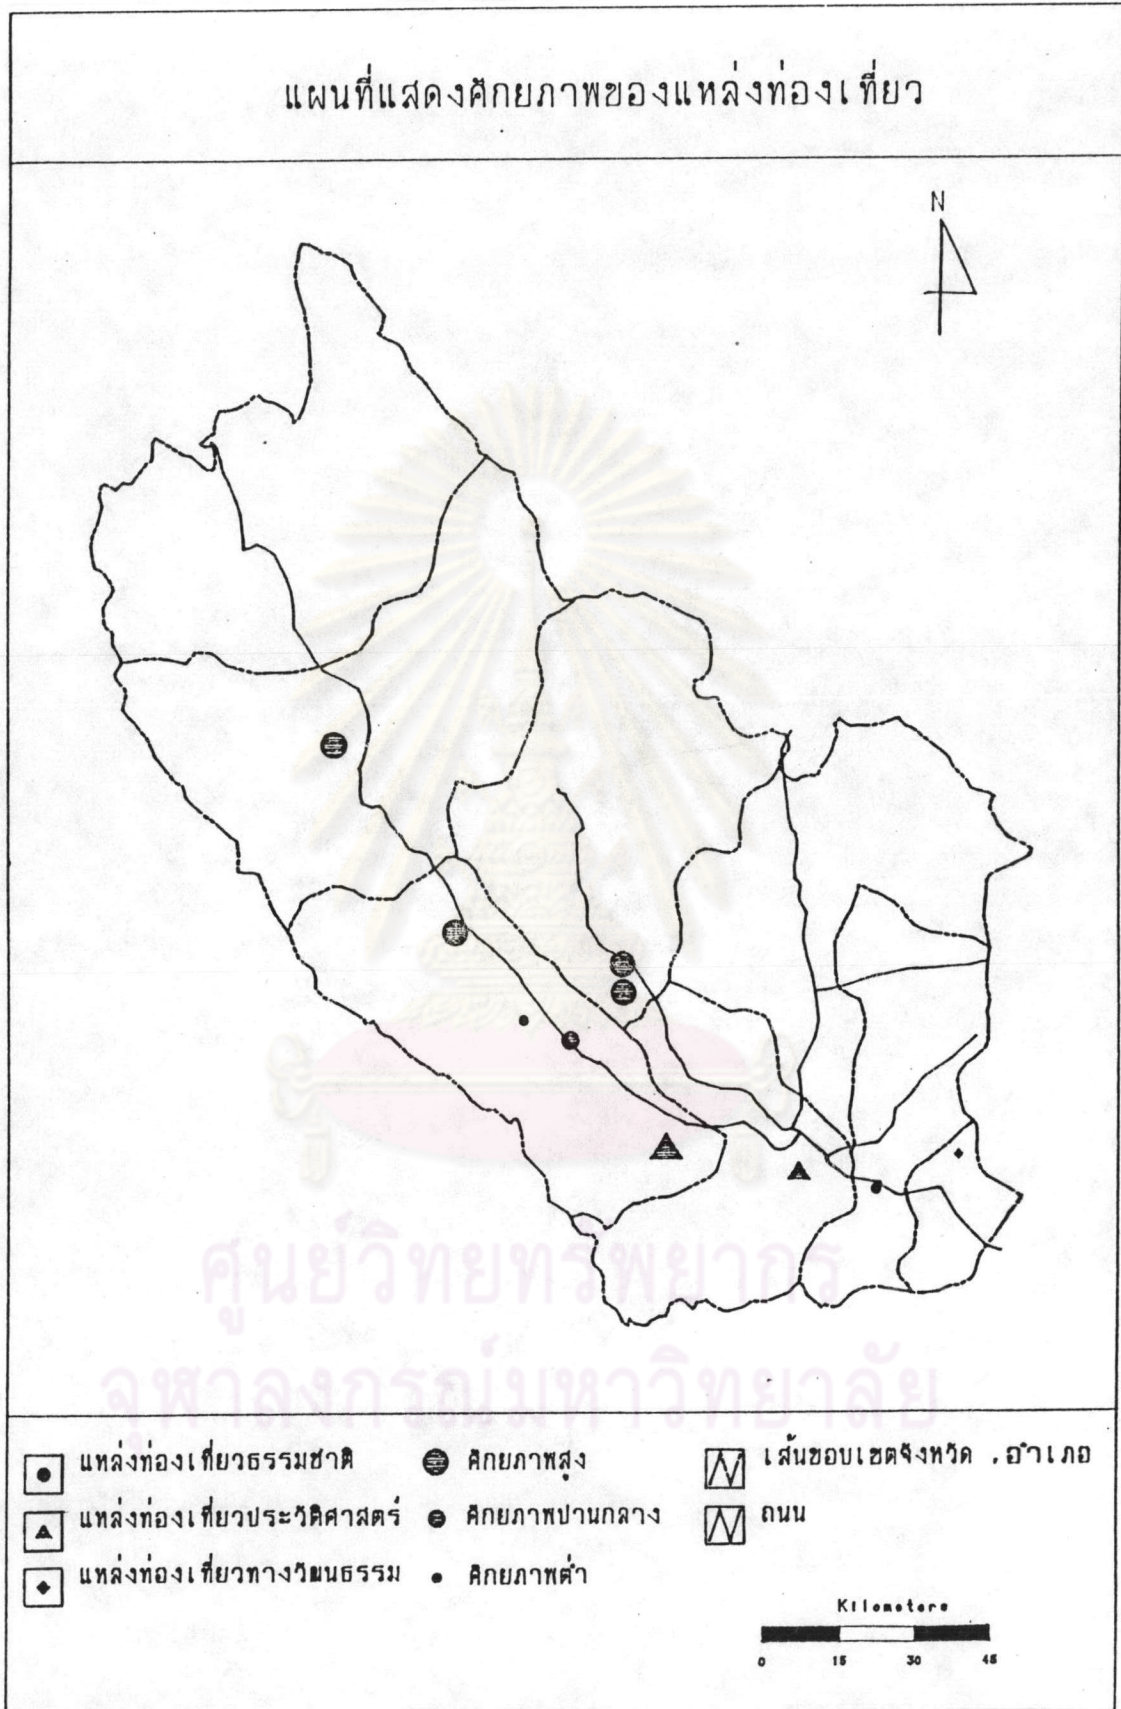 แผนที่แสดงศักยภาพของแหล่งท่องเที่ยว
N
ศูนย์วิทยทรัพยากร
จุฬาลงกรณ์มหาวิทยาลัย
แหล่งท่องเที่ยวธรรมชาติ
แหล่งท่องเที่ยวประวัติศาสตร์
แหล่งท่องเที่ยวทางวัฒนธรรม
ศักยภาพสูง
ศักยภาพปานกลาง
ศักยภาพต่ำ
เส้นขอบเขตจังหวัด , อำเภอ
ถนน
Kilometers
0 15 30 45